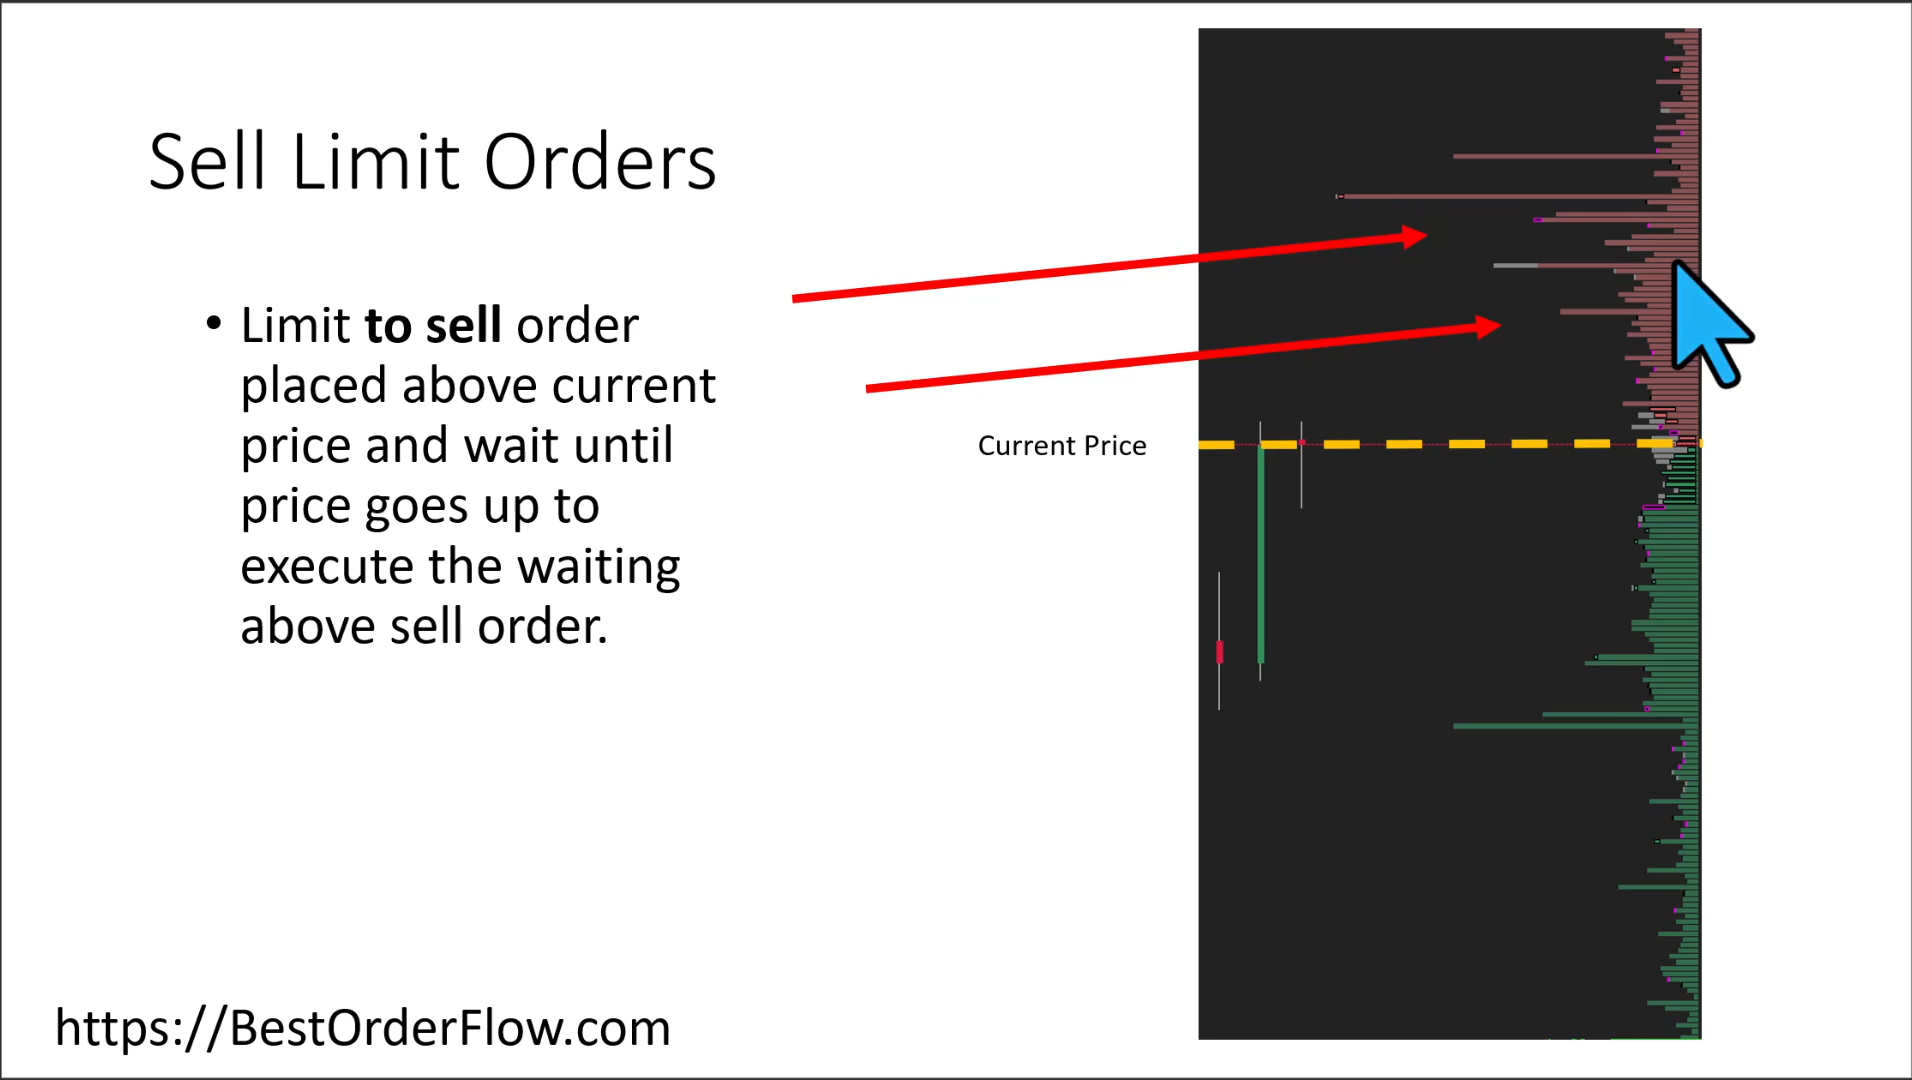 Sell Limit Orders
• Limit to sell order
placed above current
price and wait until
price goes up to
execute the waiting
above sell order.
Current Price
https://BestOrderFlow.com